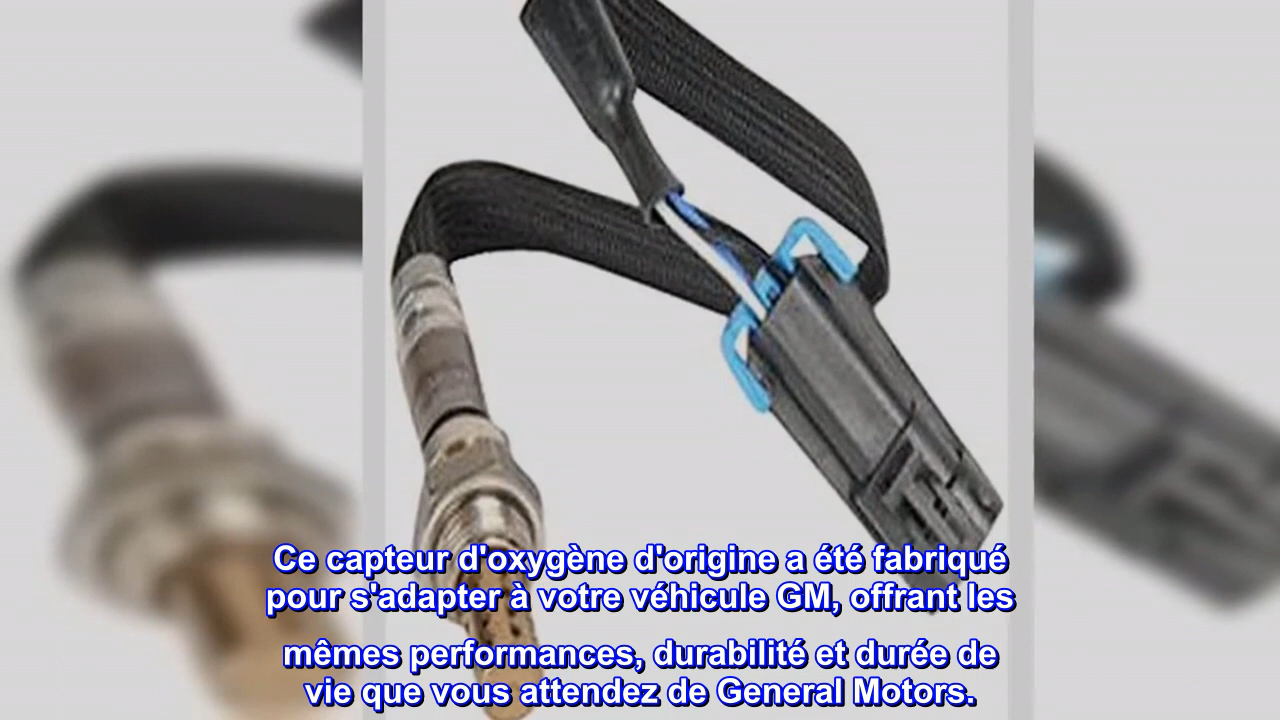 Ce capteur d'oxygène d'origine a été fabriqué
pour s'adapter à votre véhicule GM, offrant les
mêmes performances, durabilité et durée de
vie que vous attendez de General Motors.